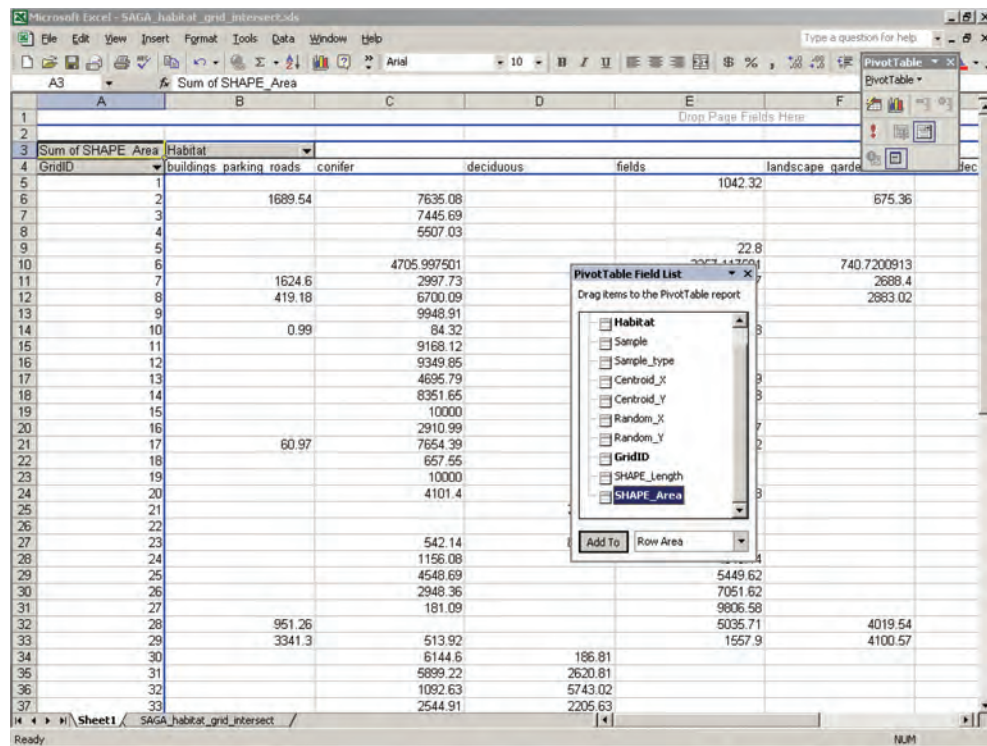 Microsoft Excel - SAGA_habitat_grid_intersect.xls
File Edit View Insert Format Tools Data Window Help Type a question for help
Arial 10 B I U $ % , PivotTable
A3 fx Sum of SHAPE_Area PivotTable
A B C D E F
1 Drop Page Fields Here
2
3 Sum of SHAPE_Area Habitat
4 GridID buildings_parking_roads conifer deciduous fields landscape_garde dec
5 1 1042.32
6 2 1689.54 7635.08 675.36
7 3 7445.69
8 4 5507.03
9 5 22.8
10 6 4705.997501 740.7200913
11 7 1624.6 2997.73 7 2688.4
12 8 419.18 6700.09 2883.02
13 9 9948.91
14 10 0.99 84.32 3
15 11 9168.12
16 12 9349.85
17 13 4695.79 9
18 14 8351.65 3
19 15 10000
20 16 2910.99 7
21 17 60.97 7654.39 2
22 18 657.55
23 19 10000
24 20 4101.4 3
25 21
26 22
27 23 542.14
28 24 1156.08 4
29 25 4548.69 5449.62
30 26 2948.36 7051.62
31 27 181.09 9806.58
32 28 951.26 5035.71 4019.54
33 29 3341.3 513.92 1557.9 4100.57
34 30 6144.6 186.81
35 31 5899.22 2620.81
36 32 1092.63 5743.02
37 33 2544.91 2205.63
PivotTable Field List
Drag items to the PivotTable report
Habitat
Sample
Sample_type
Centroid_X
Centroid_Y
Random_X
Random_Y
GridID
SHAPE_Length
SHAPE_Area
Add To Row Area
Sheet1 SAGA_habitat_grid_intersect
Ready NUM